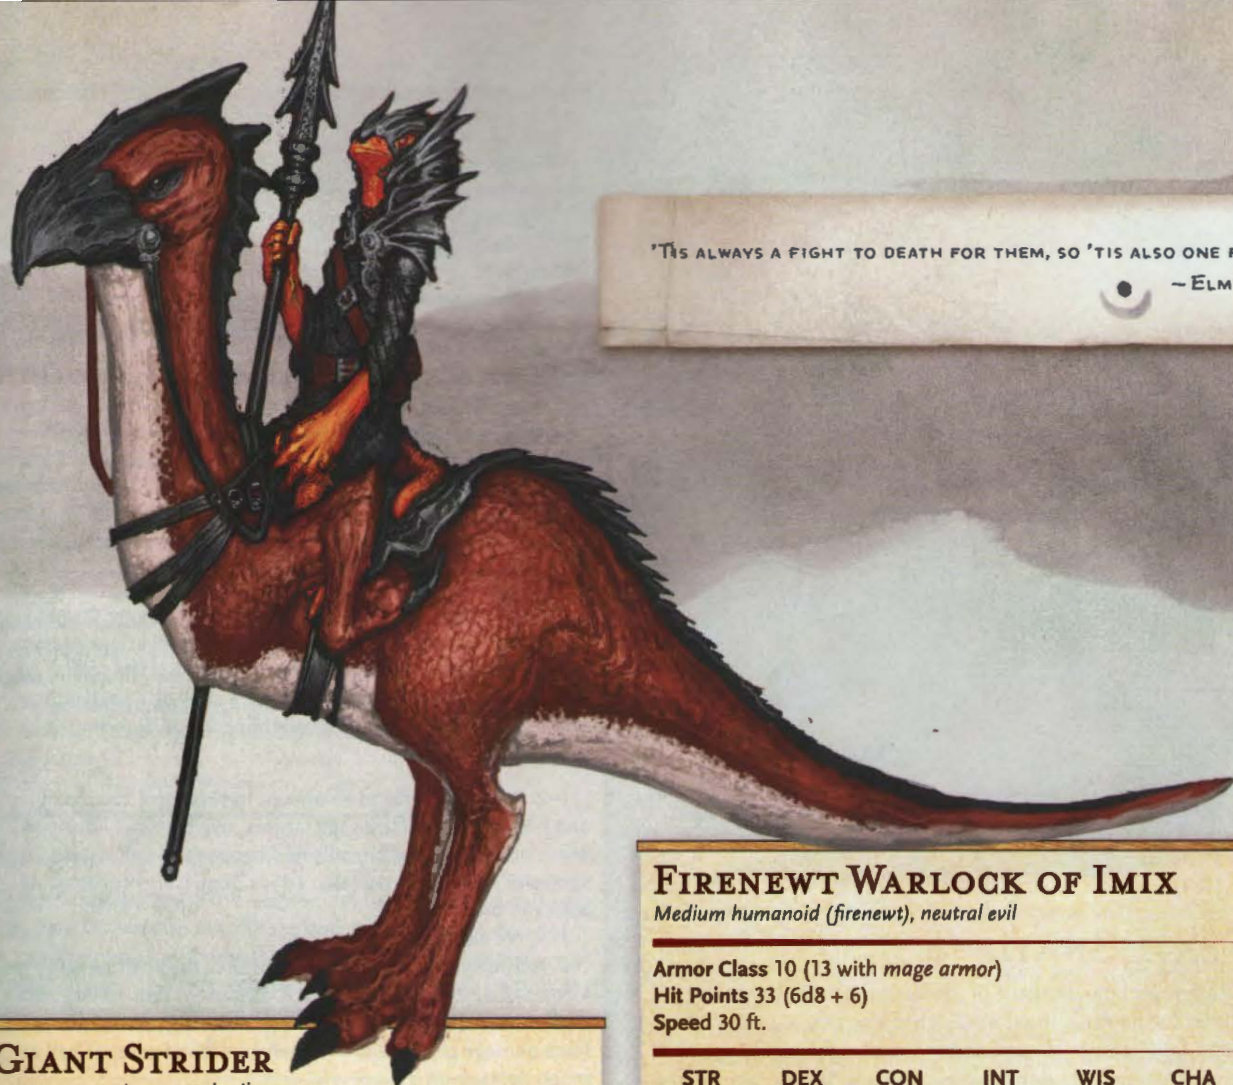 'Tis always a fight to death for them, so 'tis also one
~ Elm
Firenewt Warlock of Imix
Medium humanoid (firenewt), neutral evil
Armor Class 10 (13 with mage armor)
Hit Points 33 (6d8 + 6)
Speed 30 ft.
STR DEX CON INT WIS CHA
Giant Strider